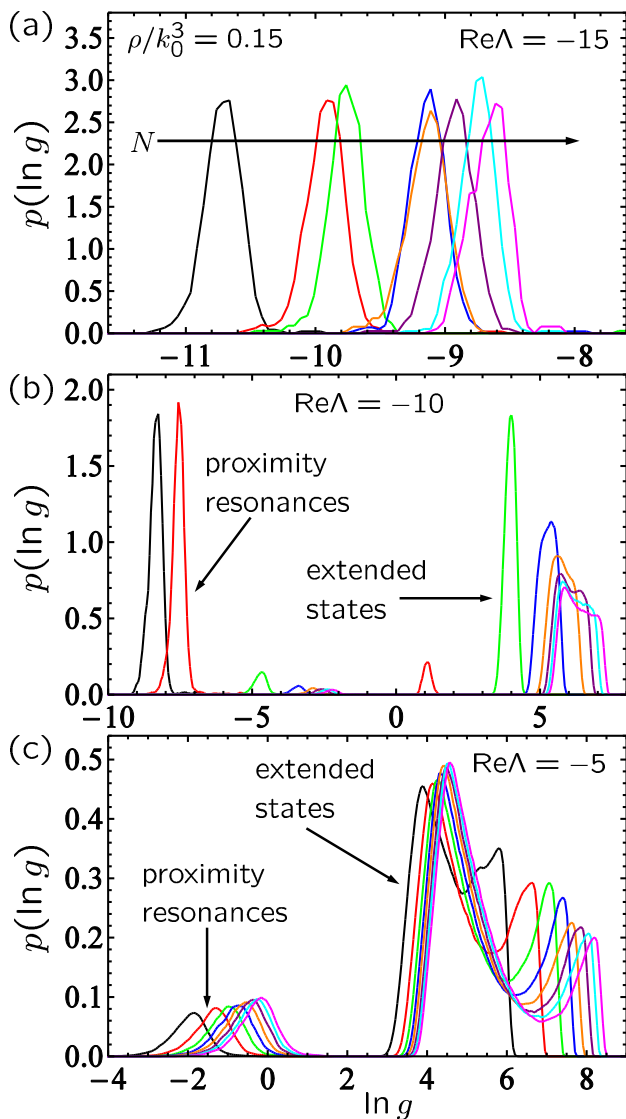 (a)
ρ/k₀³ = 0.15
ReΛ = −15
p(ln g)
3.5
3.0
2.5
2.0
1.5
1.0
0.5
0.0
N
−11 −10 −9 −8
(b)
ReΛ = −10
p(ln g)
2.0
1.5
1.0
0.5
0.0
proximity
resonances
extended
states
−10 −5 0 5
(c)
ReΛ = −5
p(ln g)
0.5
0.4
0.3
0.2
0.1
0.0
extended
states
proximity
resonances
−4 −2 0 2 4 6 8
ln g